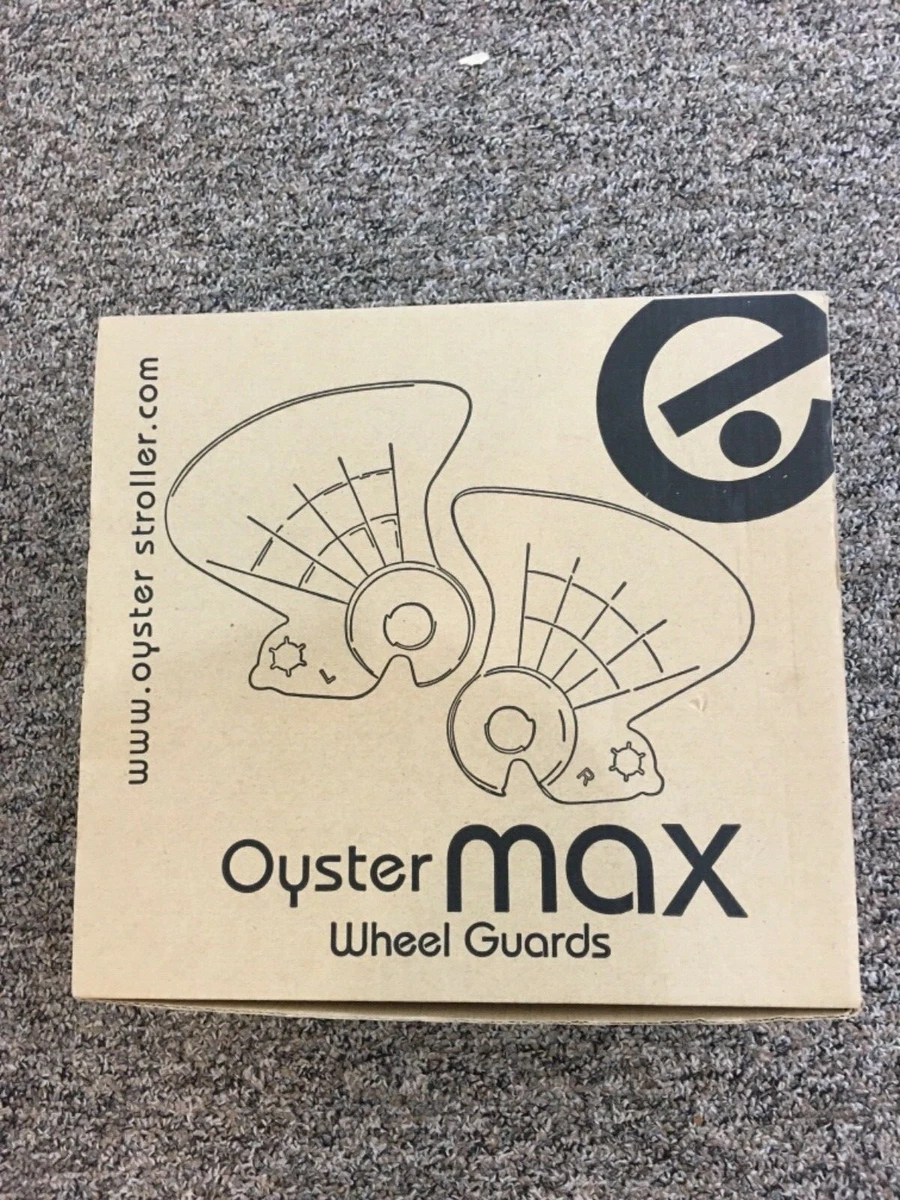 e
www.oyster stroller.com
L
R
Oyster max
Wheel Guards